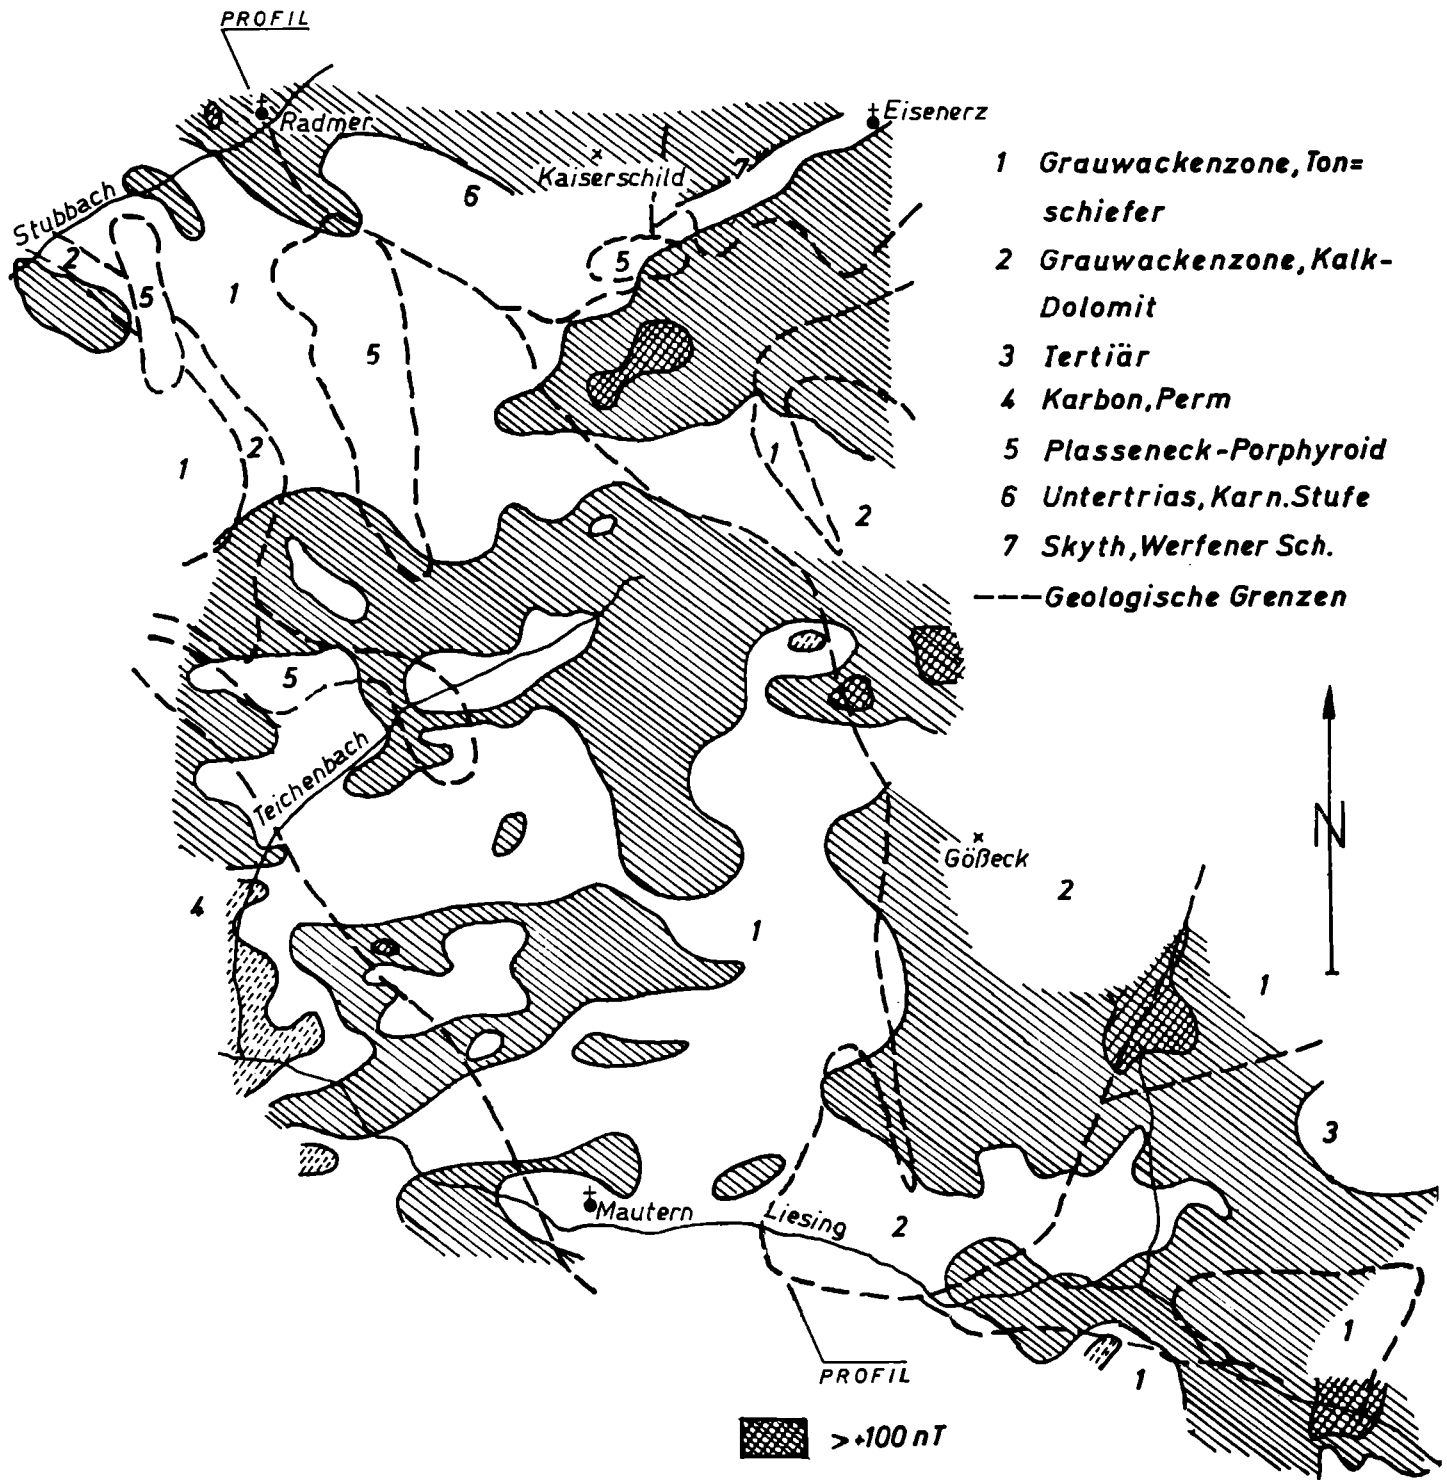 PROFIL
Radmer
Eisenerz
Kaiserschild
7
6
Stubbach
2
5
5
1
5
1
2
1
2
1 Grauwackenzone, Ton=
schiefer
2 Grauwackenzone, Kalk-
Dolomit
3 Tertiär
4 Karbon, Perm
5 Plasseneck-Porphyroid
6 Untertrias, Karn. Stufe
7 Skyth, Werfener Sch.
---Geologische Grenzen
5
Teichenbach
N
Gößeck
2
4
1
1
3
Mautern
Liesing
2
1
PROFIL
1
>+100 nT